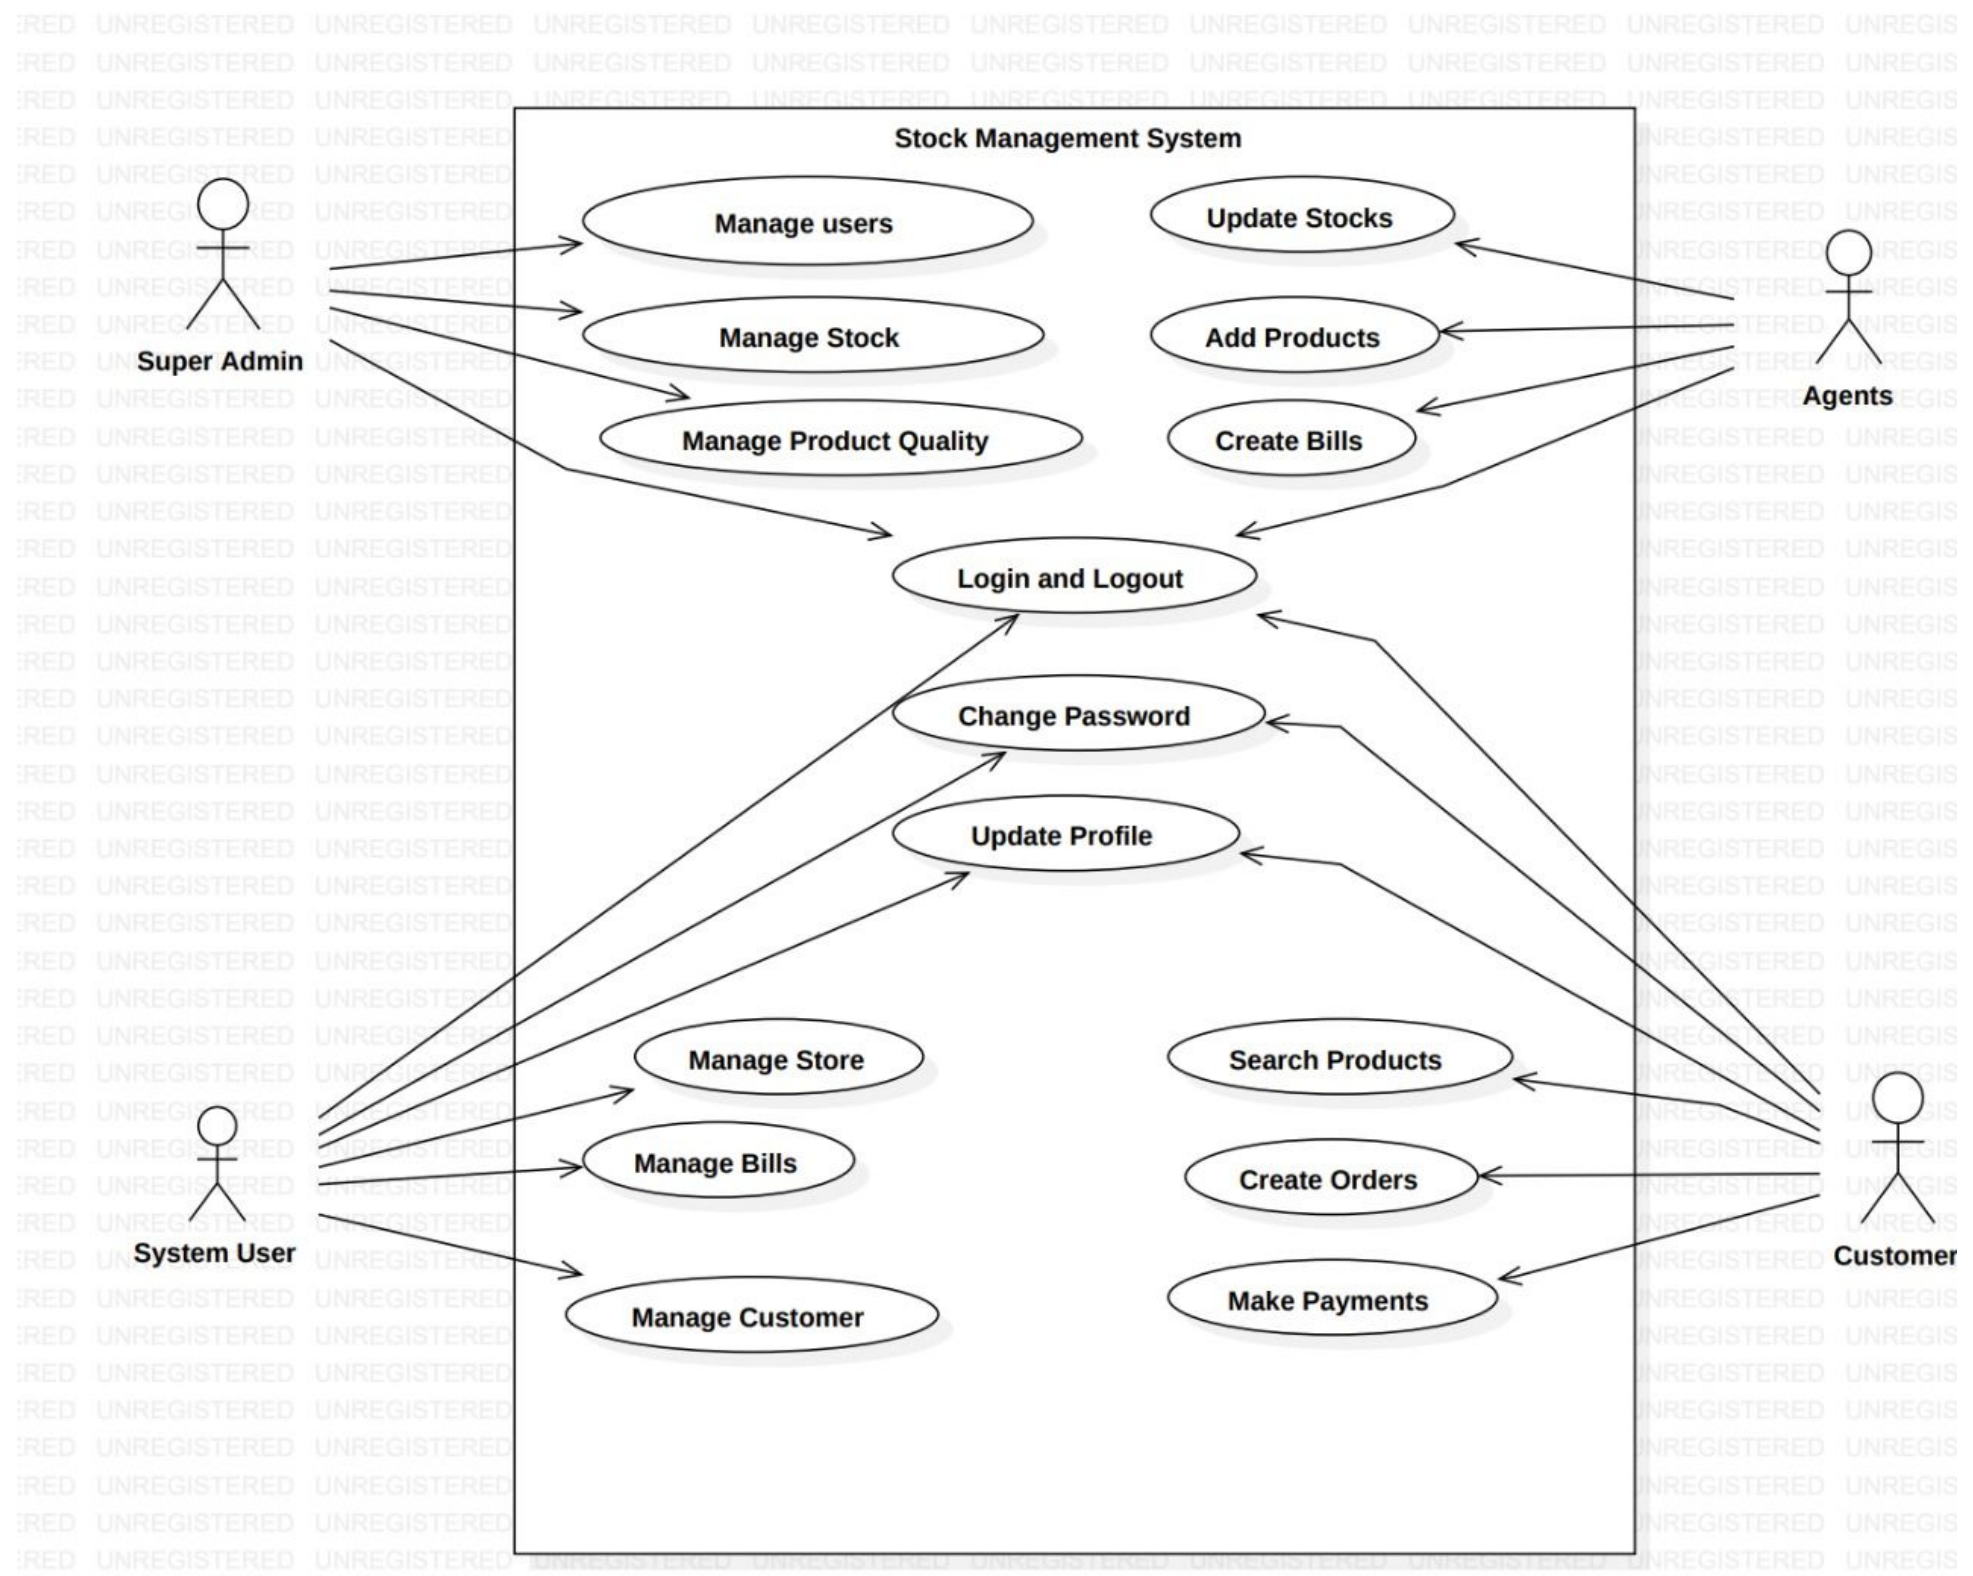 Stock Management System
Manage users
Update Stocks
Manage Stock
Add Products
Super Admin
Agents
Manage Product Quality
Create Bills
Login and Logout
Change Password
Update Profile
Manage Store
Search Products
Manage Bills
Create Orders
System User
Customer
Manage Customer
Make Payments
UNREGISTERED